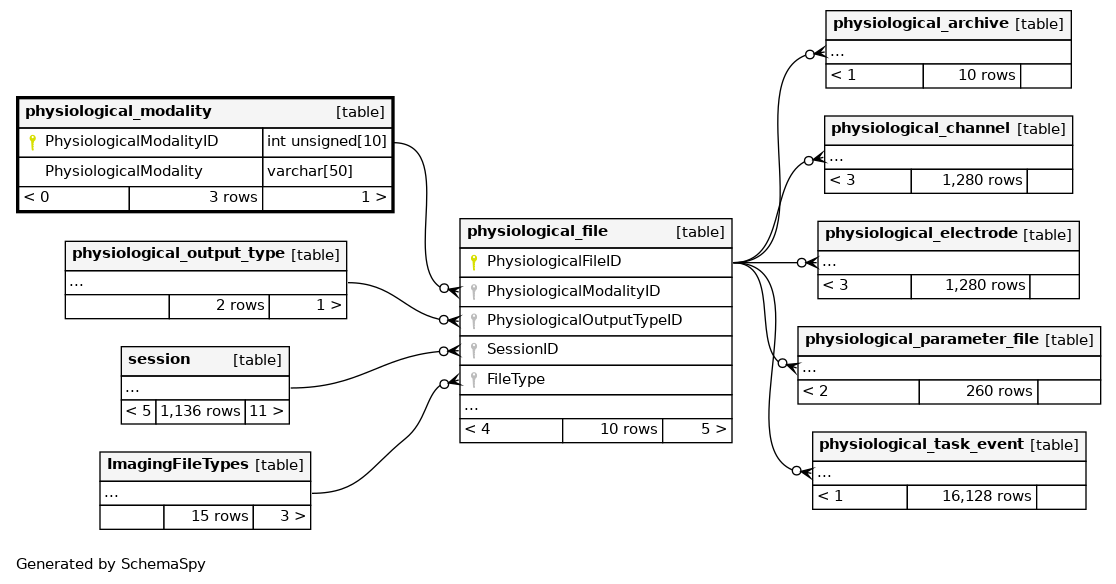 physiological_modality [table]
PhysiologicalModalityID int unsigned[10]
PhysiologicalModality varchar[50]
< 0 3 rows 1 >
physiological_output_type [table]
...
2 rows 1 >
session [table]
...
< 5 1,136 rows 11 >
ImagingFileTypes [table]
...
15 rows 3 >
physiological_file [table]
PhysiologicalFileID
PhysiologicalModalityID
PhysiologicalOutputTypeID
SessionID
FileType
...
< 4 10 rows 5 >
physiological_archive [table]
...
< 1 10 rows
physiological_channel [table]
...
< 3 1,280 rows
physiological_electrode [table]
...
< 3 1,280 rows
physiological_parameter_file [table]
...
< 2 260 rows
physiological_task_event [table]
...
< 1 16,128 rows
Generated by SchemaSpy